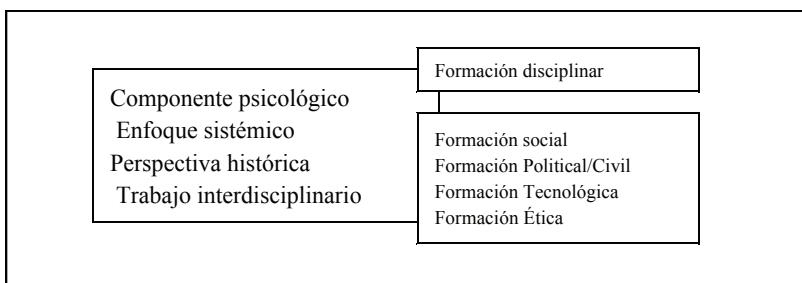 Componente psicológico
Enfoque sistémico
Perspectiva histórica
Trabajo interdisciplinario
Formación disciplinar
Formación social
Formación Political/Civil
Formación Tecnológica
Formación Ética